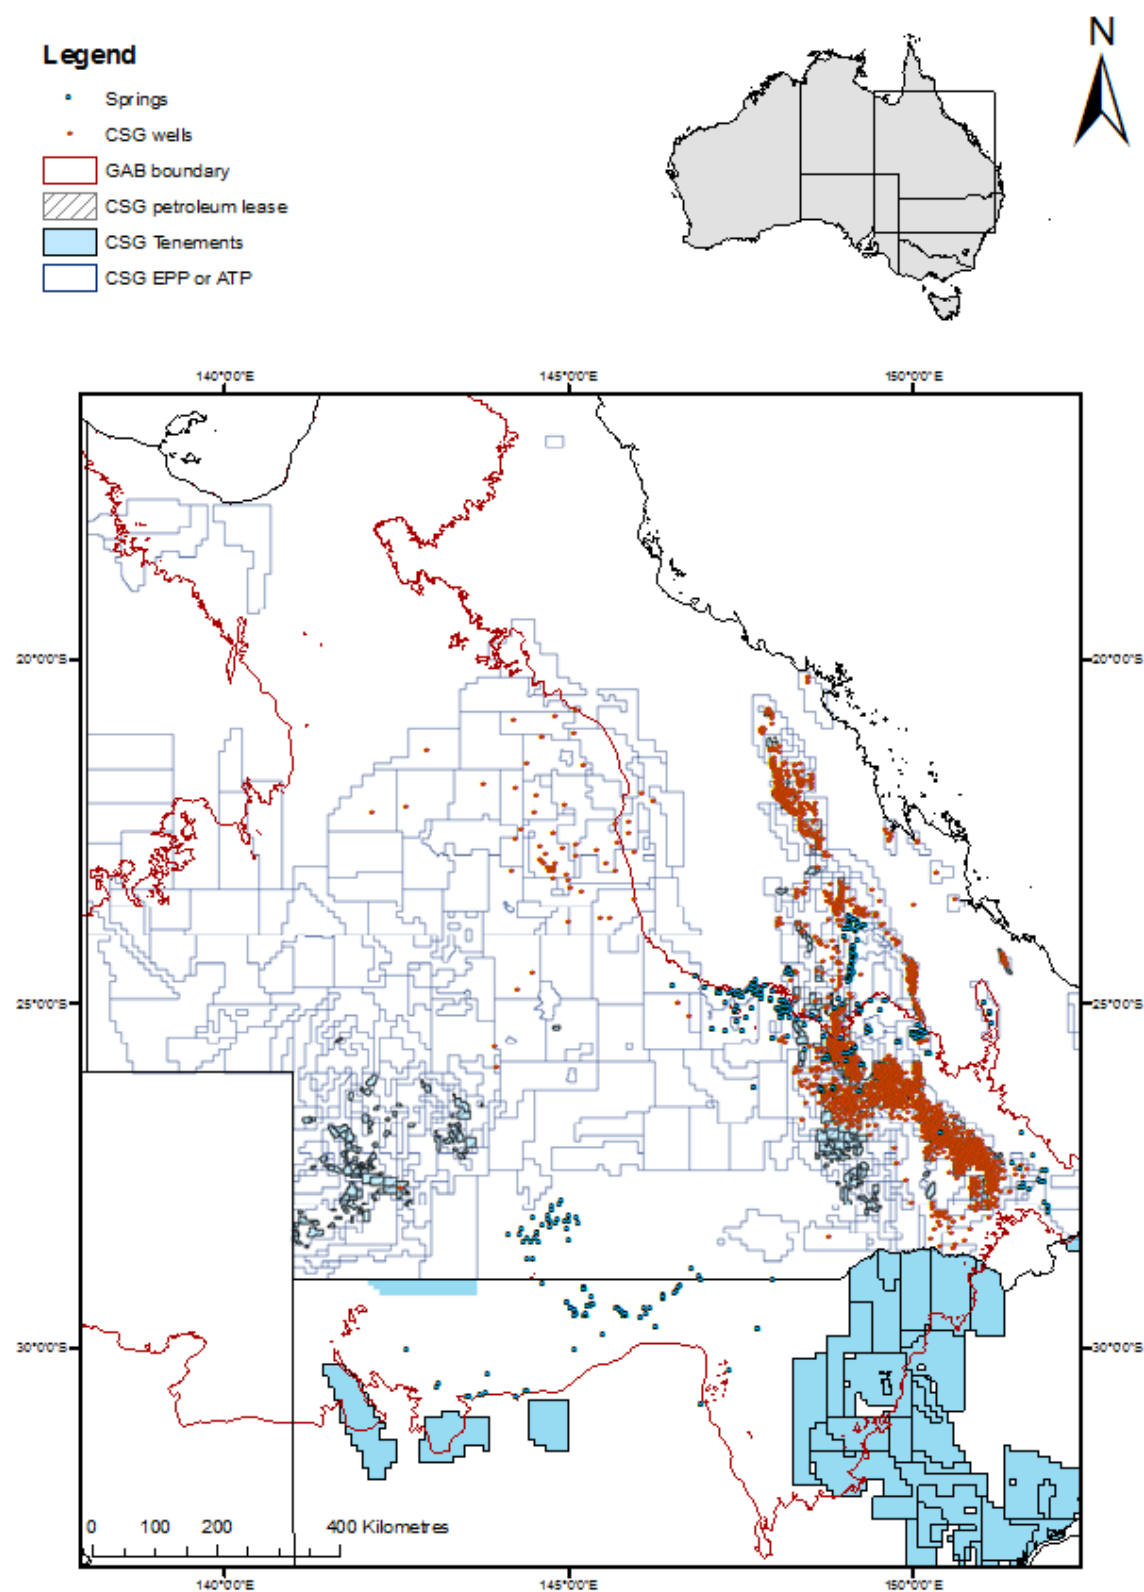 N
Legend
Springs
CSG wells
GAB boundary
CSG petroleum lease
CSG Tenements
CSG EPP or ATP
140°0'0"E 145°0'0"E 150°0'0"E
20°0'0"S 20°0'0"S
25°0'0"S 25°0'0"S
30°0'0"S 30°0'0"S
0 100 200 400 Kilometres
140°0'0"E 145°0'0"E 150°0'0"E